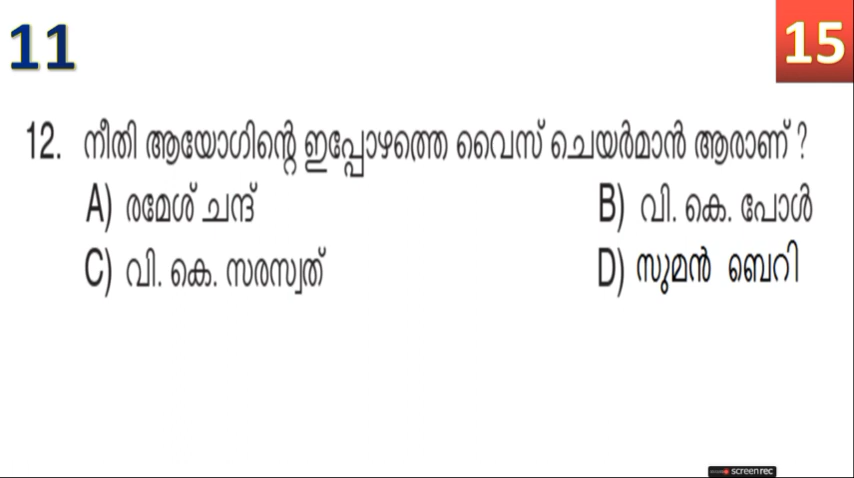 11
15
12. നീതി ആയോഗിന്റെ ഇപ്പോഴത്തെ വൈസ് ചെയർമാൻ ആരാണ് ?
A) രമേശ് ചന്ദ് B) വി. കെ. പോൾ
C) വി. കെ. സരസ്വത് D) സുമൻ ബെറി
screenrec